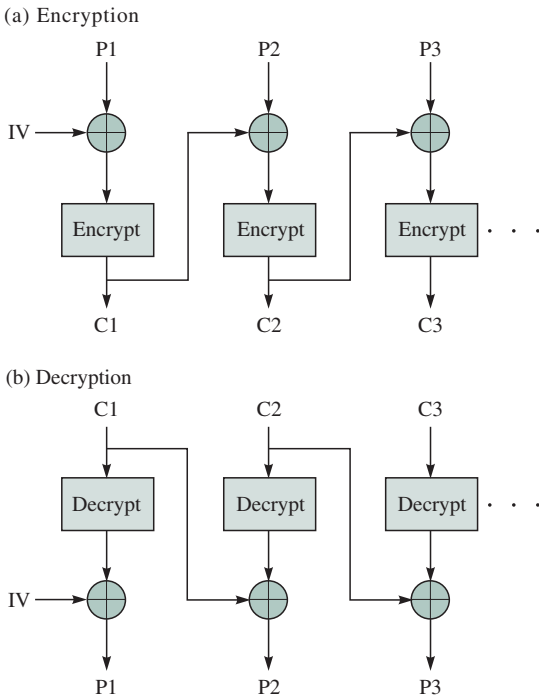 (a) Encryption
P1 P2 P3
IV
Encrypt Encrypt Encrypt . . .
C1 C2 C3
(b) Decryption
C1 C2 C3
Decrypt Decrypt Decrypt . . .
IV
P1 P2 P3